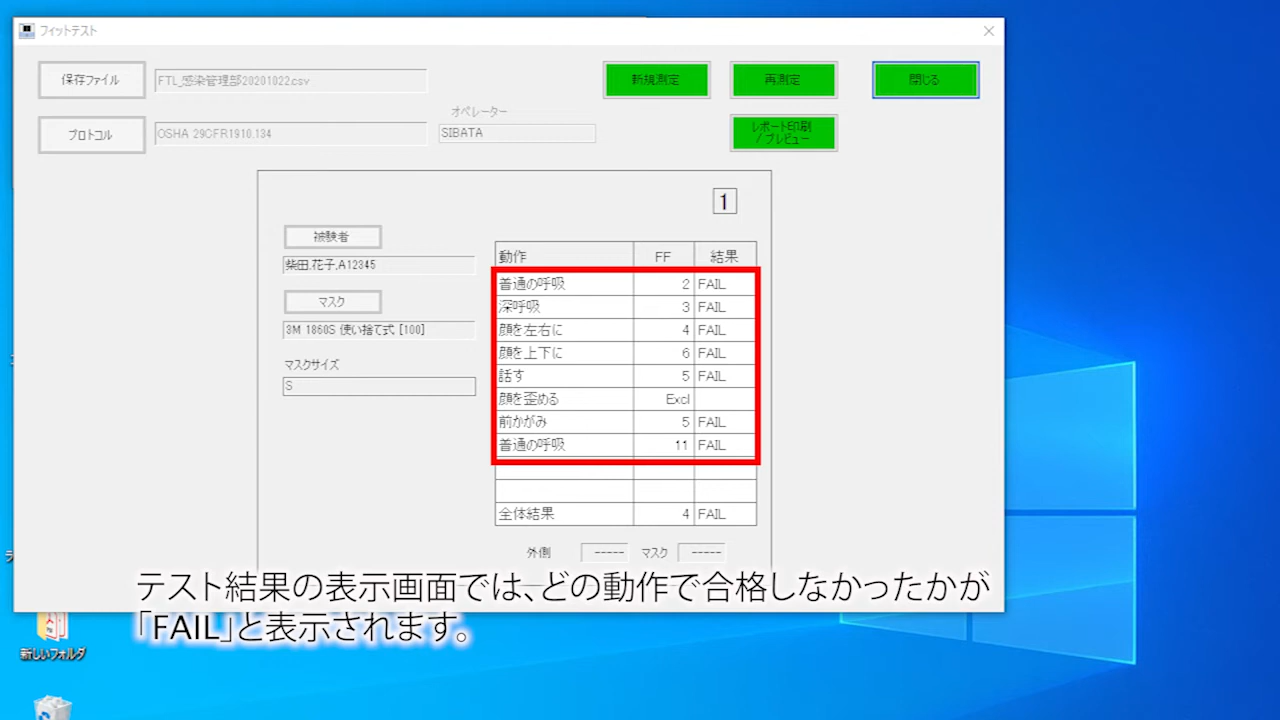 フィットテスト
保存ファイル
FTL_感染管理部20201022.csv
新規測定
再測定
閉じる
オペレーター
プロトコル
OSHA 29CFR1910.134
SIBATA
レポート印刷
/プレビュー
1
被験者
柴田,花子,A12345
マスク
3M 1860S 使い捨て式 [100]
マスクサイズ
S
動作 FF 結果
普通の呼吸 2 FAIL
深呼吸 3 FAIL
顔を左右に 4 FAIL
顔を上下に 6 FAIL
話す 5 FAIL
顔を歪める Excl
前かがみ 5 FAIL
普通の呼吸 11 FAIL
全体結果 4 FAIL
外側 ----- マスク -----
テスト結果の表示画面では、どの動作で合格しなかったかが
「FAIL」と表示されます。
新しいフォルダ